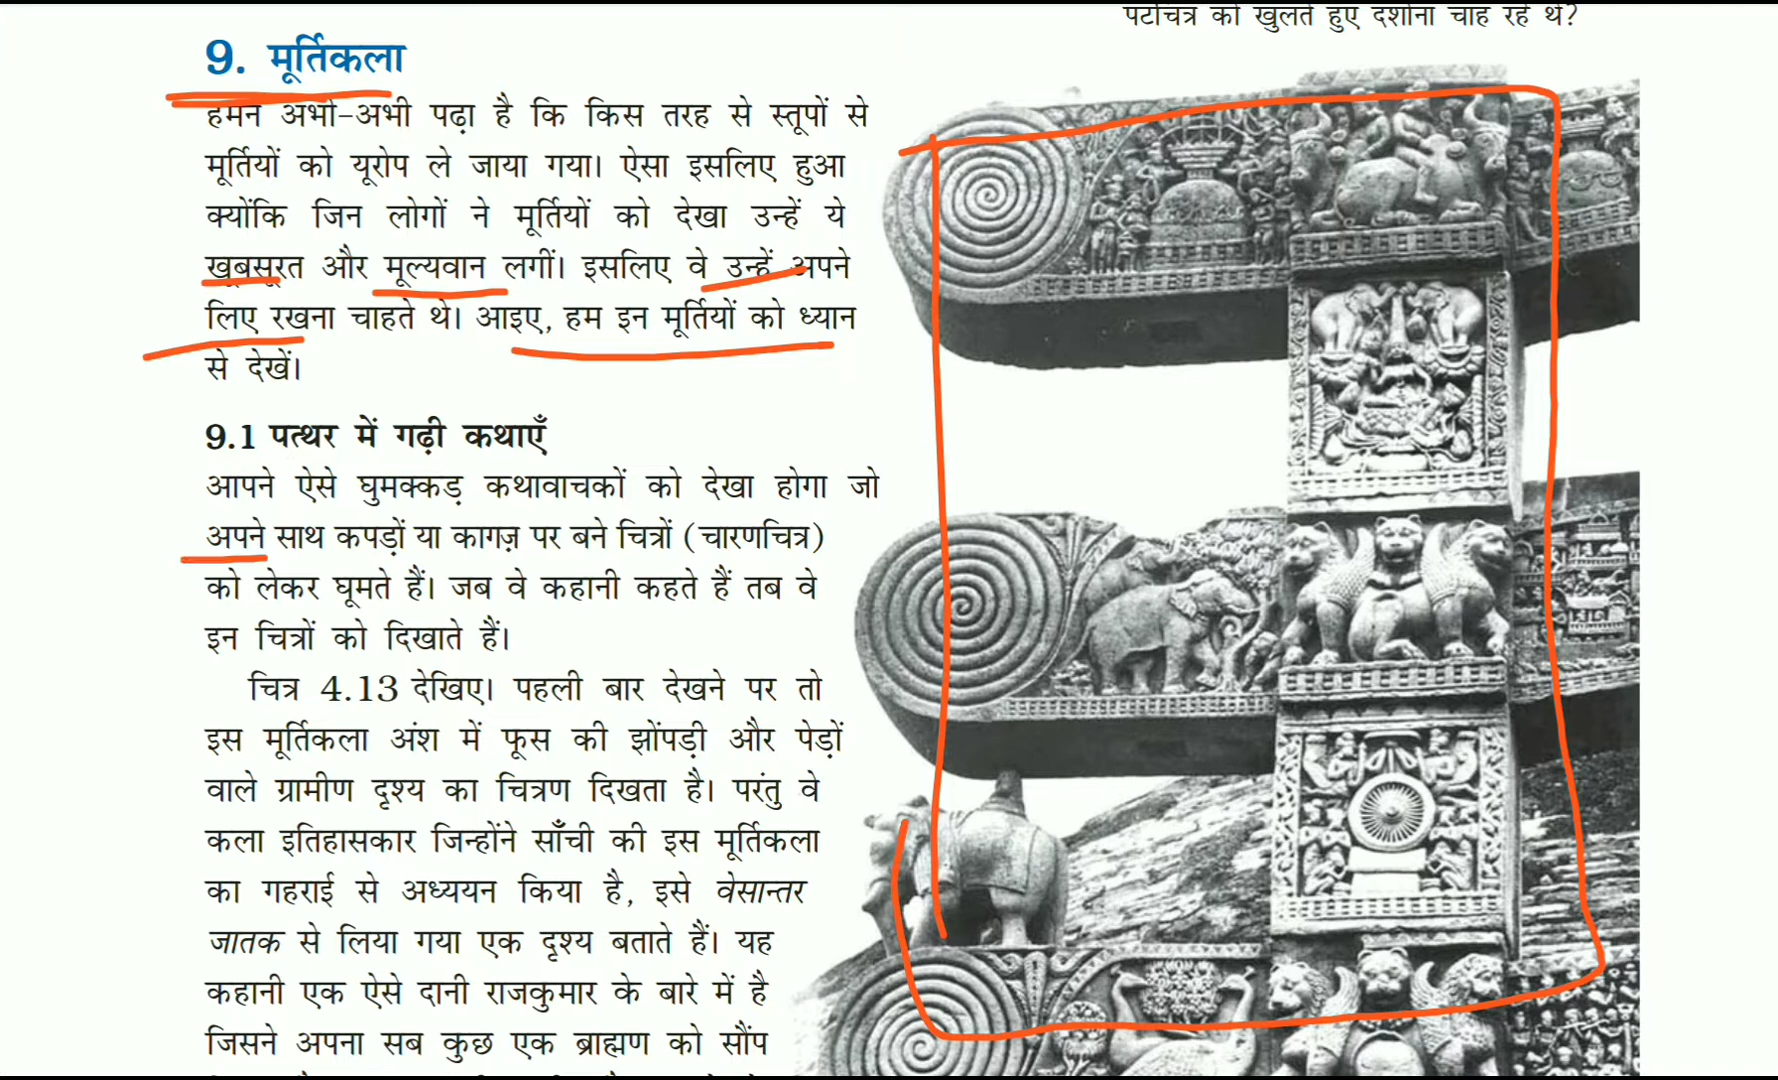 पटचित्र को खुलते हुए दर्शाना चाह रहे थे?
9. मूर्तिकला
हमने अभी-अभी पढ़ा है कि किस तरह से स्तूपों से
मूर्तियों को यूरोप ले जाया गया। ऐसा इसलिए हुआ
क्योंकि जिन लोगों ने मूर्तियों को देखा उन्हें ये
खूबसूरत और मूल्यवान लगीं। इसलिए वे उन्हें अपने
लिए रखना चाहते थे। आइए, हम इन मूर्तियों को ध्यान
से देखें।
9.1 पत्थर में गढ़ी कथाएँ
आपने ऐसे घुमक्कड़ कथावाचकों को देखा होगा जो
अपने साथ कपड़ों या कागज़ पर बने चित्रों (चारणचित्र)
को लेकर घूमते हैं। जब वे कहानी कहते हैं तब वे
इन चित्रों को दिखाते हैं।
चित्र 4.13 देखिए। पहली बार देखने पर तो
इस मूर्तिकला अंश में फूस की झोंपड़ी और पेड़ों
वाले ग्रामीण दृश्य का चित्रण दिखता है। परंतु वे
कला इतिहासकार जिन्होंने साँची की इस मूर्तिकला
का गहराई से अध्ययन किया है, इसे वेसान्तर
जातक से लिया गया एक दृश्य बताते हैं। यह
कहानी एक ऐसे दानी राजकुमार के बारे में है
जिसने अपना सब कुछ एक ब्राह्मण को सौंप